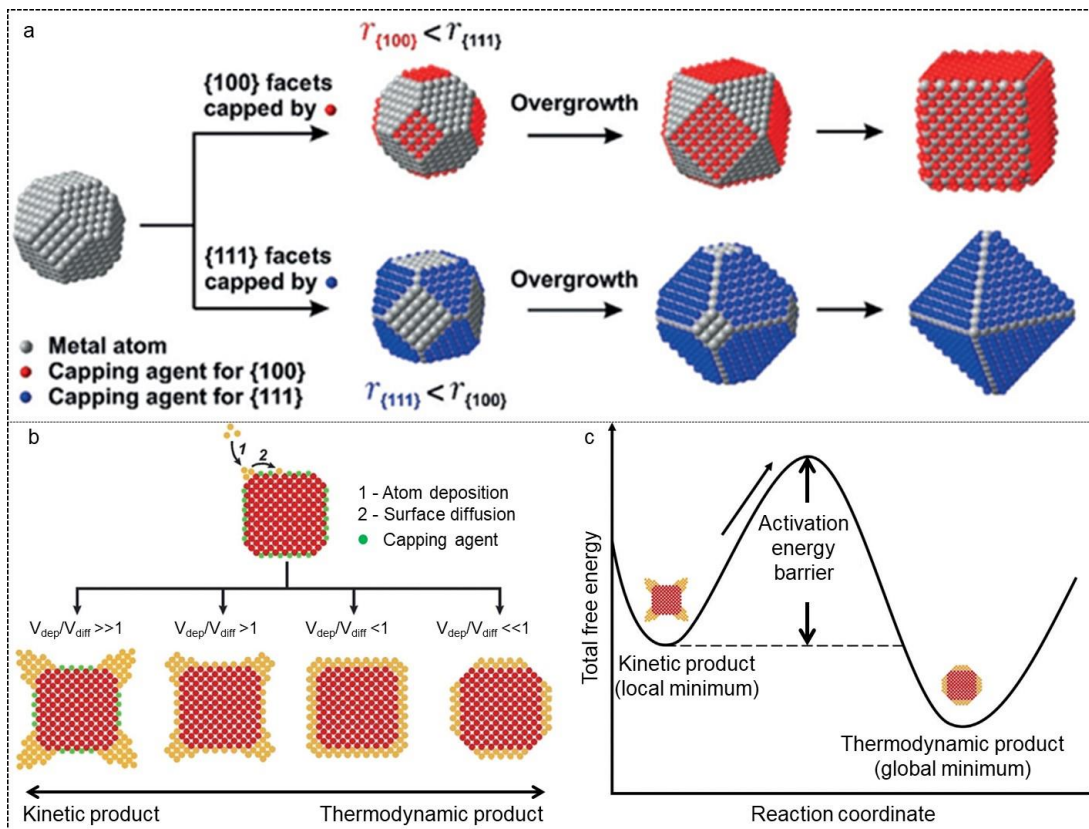 a
r{100} < r{111}
{100} facets
capped by
Overgrowth
{111} facets
capped by
Overgrowth
Metal atom
Capping agent for {100}
Capping agent for {111}
r{111} < r{100}
b
1
2
1 - Atom deposition
2 - Surface diffusion
Capping agent
Vdep/Vdiff >>1
Vdep/Vdiff >1
Vdep/Vdiff <1
Vdep/Vdiff <<1
Kinetic product
Thermodynamic product
c
Total free energy
Activation
energy
barrier
Kinetic product
(local minimum)
Thermodynamic product
(global minimum)
Reaction coordinate